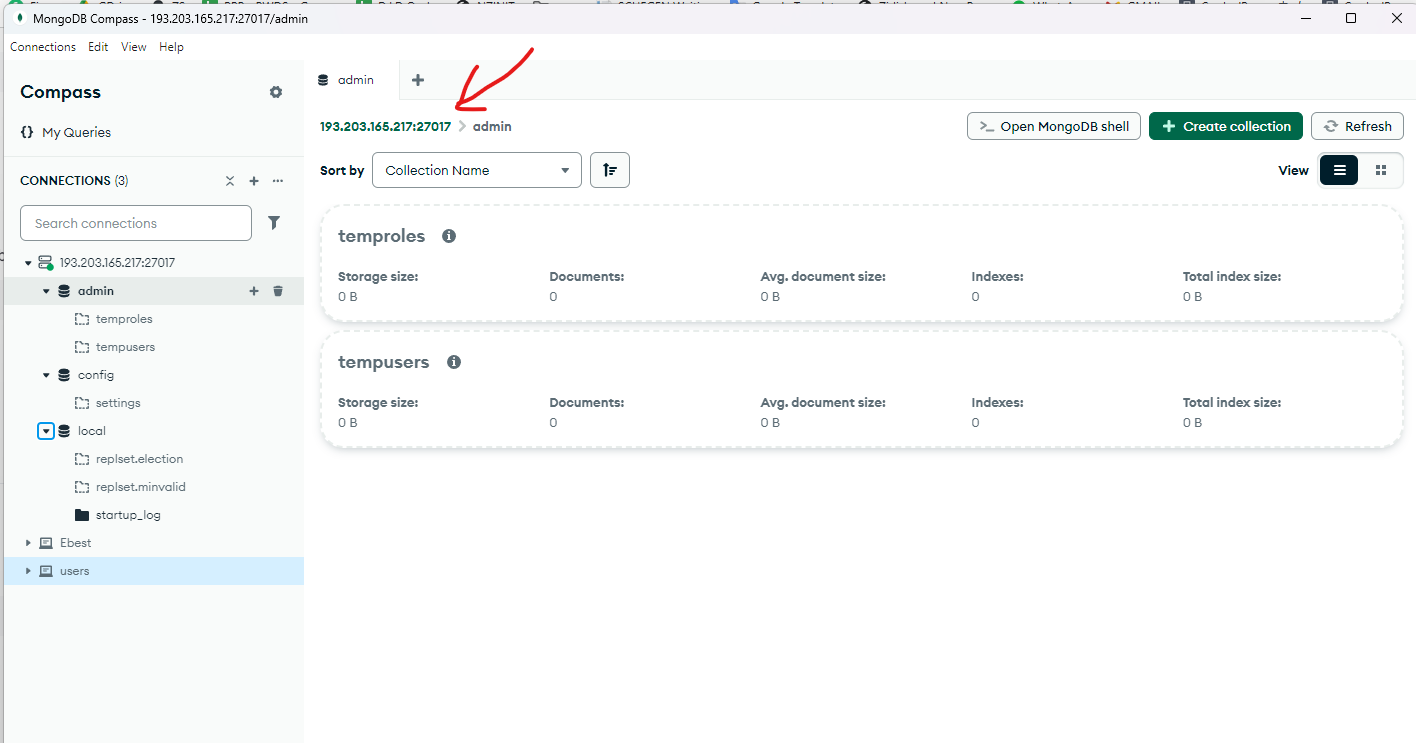 MongoDB Compass - 193.203.165.217:27017/admin
Connections Edit View Help
Compass
{} My Queries
CONNECTIONS (3)
Search connections
193.203.165.217:27017
admin
temproles
tempusers
config
settings
local
replset.election
replset.minvalid
startup_log
Ebest
users
admin
193.203.165.217:27017 > admin
>_ Open MongoDB shell
+ Create collection
Refresh
Sort by Collection Name
View
temproles
Storage size: Documents: Avg. document size: Indexes: Total index size:
0 B 0 0 B 0 0 B
tempusers
Storage size: Documents: Avg. document size: Indexes: Total index size:
0 B 0 0 B 0 0 B